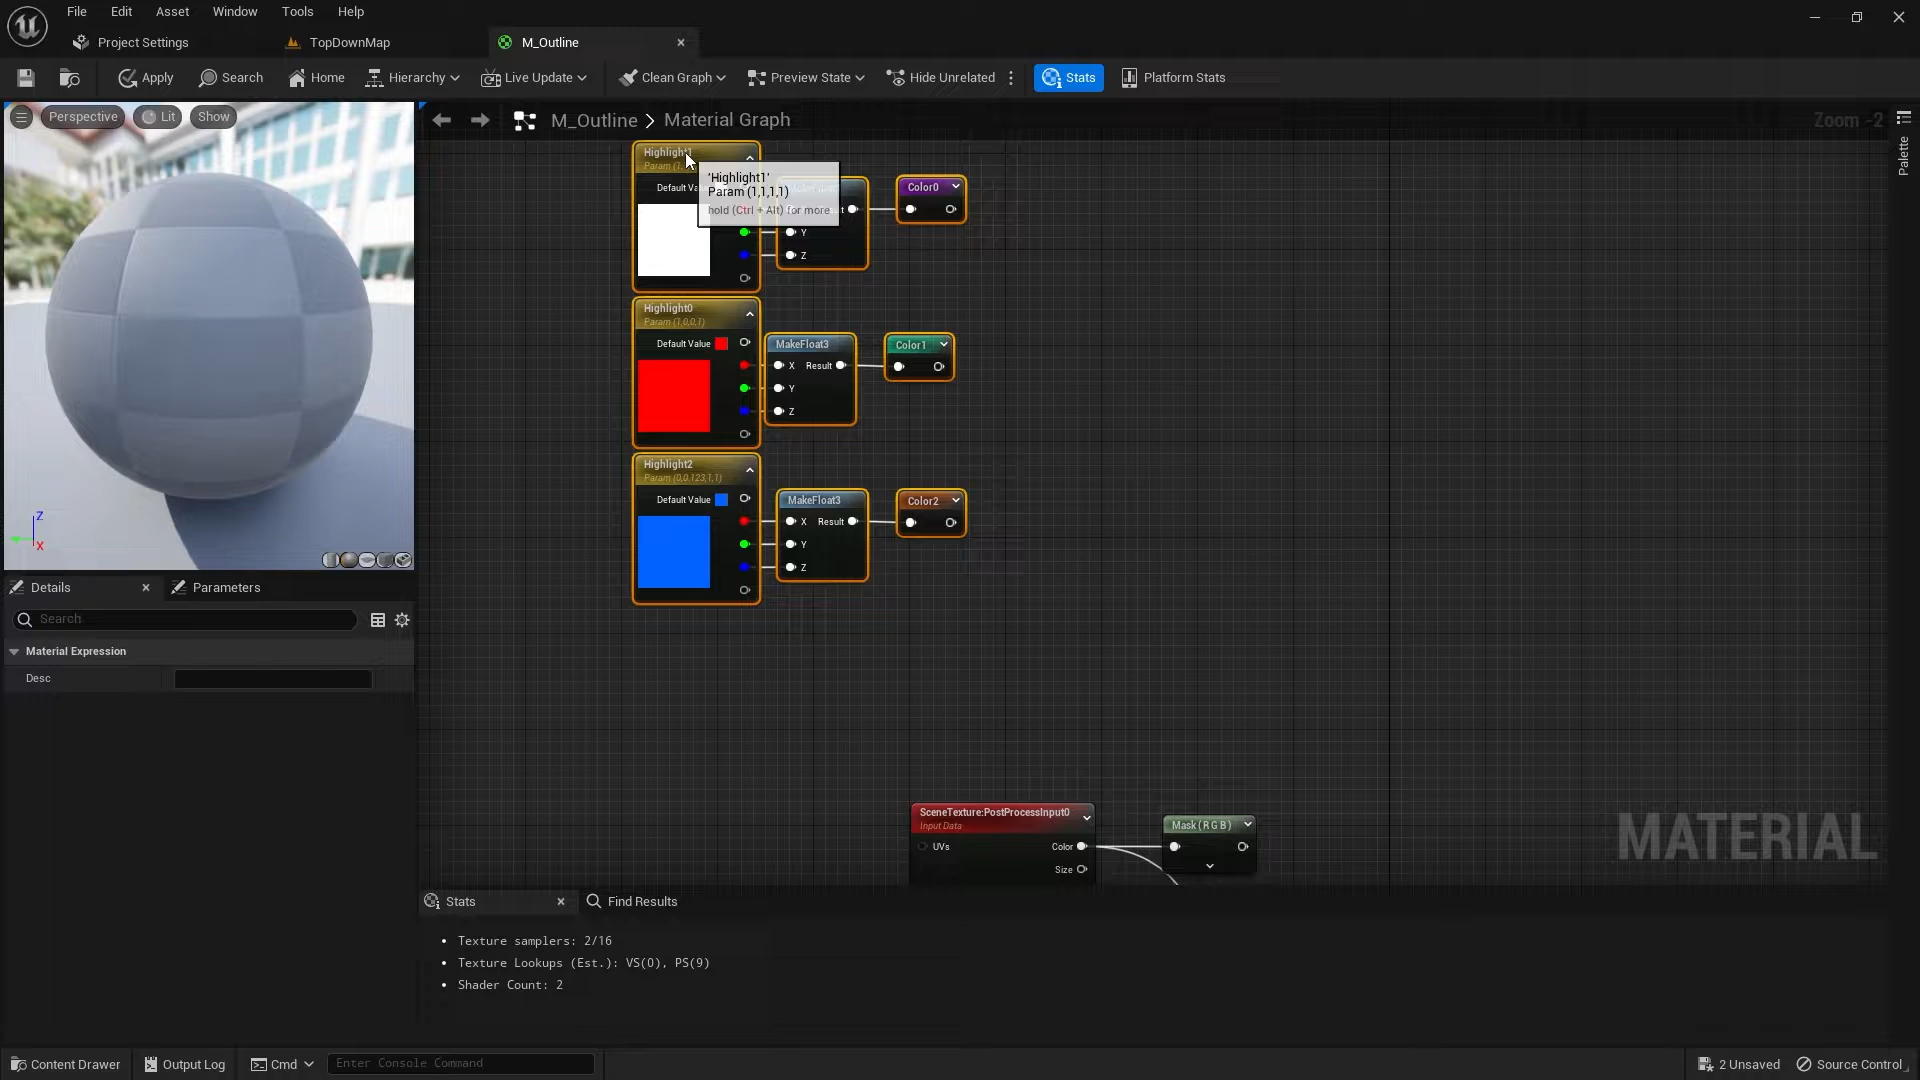 File Edit Asset Window Tools Help
Project Settings TopDownMap M_Outline
Apply Search Home Hierarchy Live Update Clean Graph Preview State Hide Unrelated Stats Platform Stats
Perspective Lit Show
M_Outline > Material Graph Zoom -2
Palette
Highlight1
Param (1,
'Highlight1'
Param (1,1,1,1)
hold (Ctrl + Alt) for more
Default Va
Y
Z
Color0
Highlight0
Param (1,0,0,1)
Default Value
MakeFloat3
X Result
Y
Z
Color1
Highlight2
Param (0,0.123,1,1)
Default Value
MakeFloat3
X Result
Y
Z
Color2
Z
X
Details Parameters
Search
Material Expression
Desc
SceneTexture:PostProcessInput0
Input Data
UVs Color
Size
Mask ( R G B )
MATERIAL
Stats Find Results
• Texture samplers: 2/16
• Texture Lookups (Est.): VS(0), PS(9)
• Shader Count: 2
Content Drawer Output Log Cmd Enter Console Command 2 Unsaved Source Control